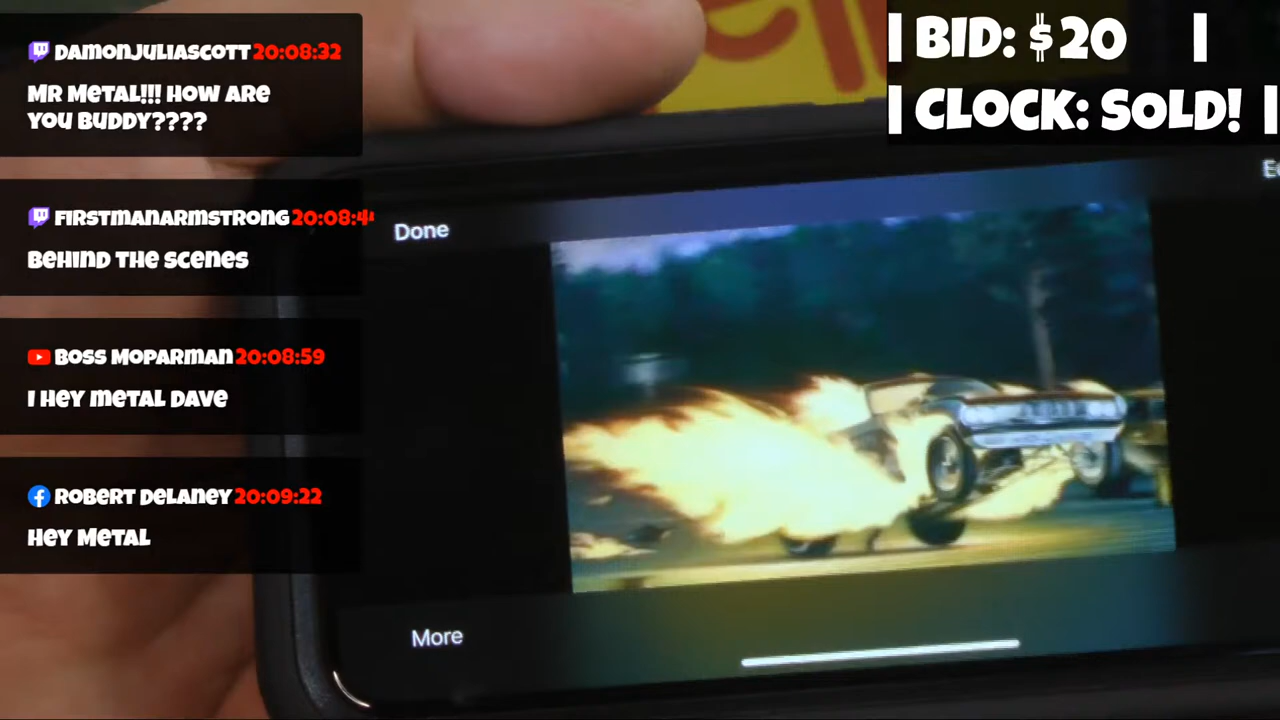 DAMONJULIASCOTT 20:08:32
MR METAL!!! HOW ARE
YOU BUDDY????
FIRSTMANARMSTRONG
BEHIND THE SCENES
BOSS MOPARMAN 20:08:59
I HEY METAL DAVE
ROBERT DELANEY 20:09:22
HEY METAL
| BID: $20 |
| CLOCK: SOLD! |
Done
More